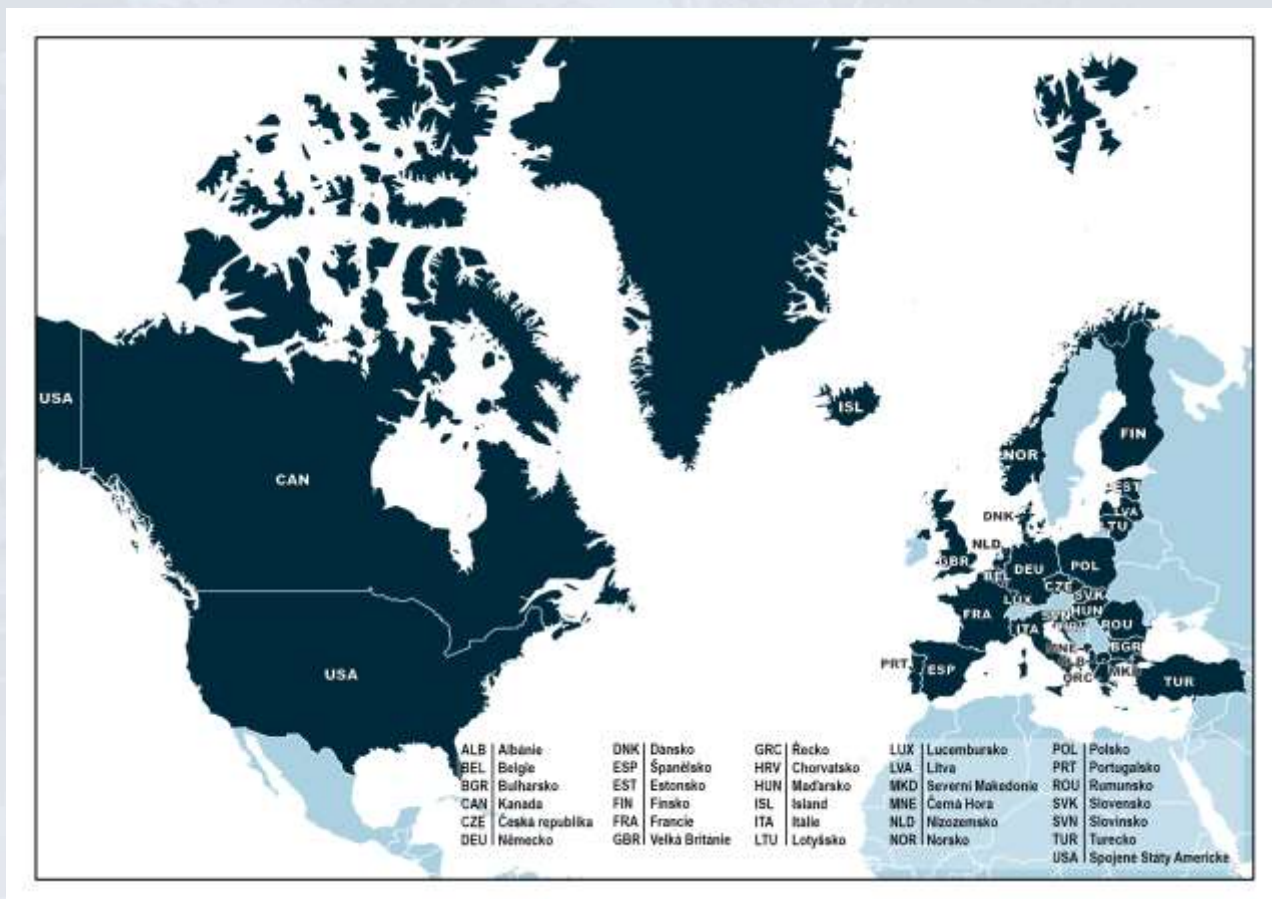 USA
CAN
USA
ISL
NOR
FIN
EST
LVA
LTU
DNK
NLD
GBR
BEL
DEU
POL
CZE
SVK
LUX
FRA
SVN
HUN
ROU
ITA
MNE
BGR
ALB
MKD
GRC
PRT
ESP
TUR
ALB Albánie
BEL Belgie
BGR Bulharsko
CAN Kanada
CZE Česká republika
DEU Německo
DNK Dánsko
ESP Španělsko
EST Estonsko
FIN Finsko
FRA Francie
GBR Velká Británie
GRC Řecko
HRV Chorvatsko
HUN Maďarsko
ISL Island
ITA Itálie
LTU Lotyšsko
LUX Lucembursko
LVA Litva
MKD Severní Makedonie
MNE Černá Hora
NLD Nizozemsko
NOR Norsko
POL Polsko
PRT Portugalsko
ROU Rumunsko
SVK Slovensko
SVN Slovinsko
TUR Turecko
USA Spojené Státy Americké